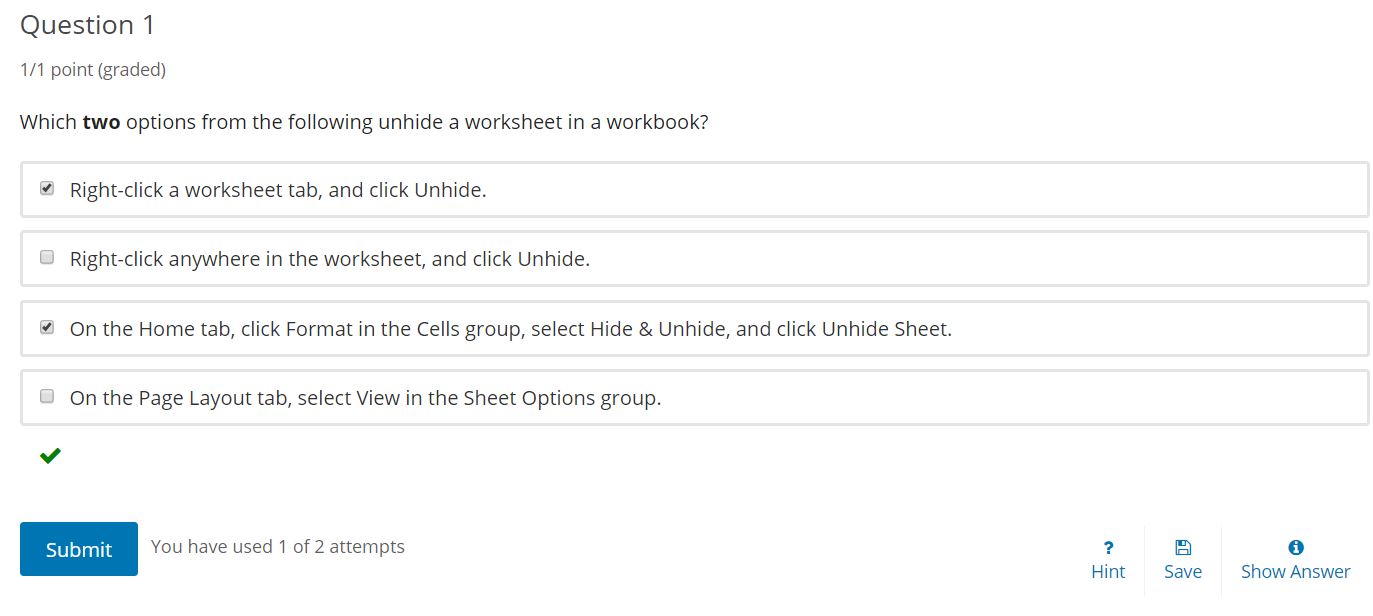 Question 1
1/1 point (graded)
Which two options from the following unhide a worksheet in a workbook?
Right-click a worksheet tab, and click Unhide.
Right-click anywhere in the worksheet, and click Unhide.
On the Home tab, click Format in the Cells group, select Hide & Unhide, and click Unhide Sheet.
On the Page Layout tab, select View in the Sheet Options group.
Submit
You have used 1 of 2 attempts
Hint
Save
Show Answer